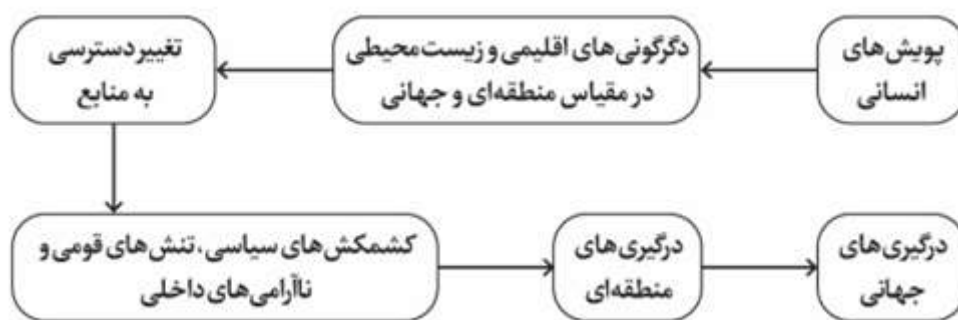 پویش‌های
انسانی
دگرگونی‌های اقلیمی و زیست‌محیطی
در مقیاس منطقه‌ای و جهانی
تغییر دسترسی
به منابع
کشمکش‌های سیاسی، تنش‌های قومی و
ناآرامی‌های داخلی
درگیری‌های
منطقه‌ای
درگیری‌های
جهانی